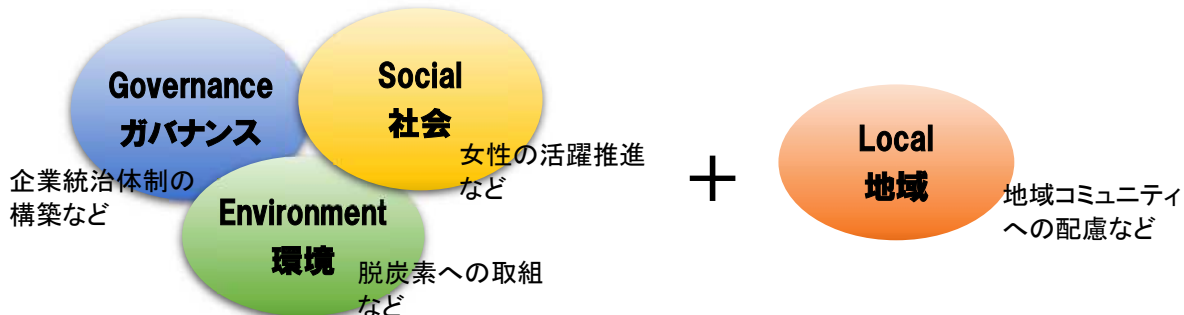 Governance
ガバナンス
企業統治体制の
構築など
Social
社会
女性の活躍推進
など
Environment
環境
脱炭素への取組
など
＋
Local
地域
地域コミュニティ
への配慮など